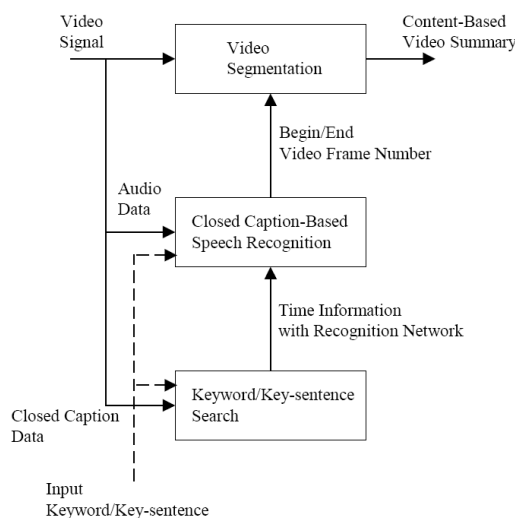 Video
Signal
Video
Segmentation
Content-Based
Video Summary
Begin/End
Video Frame Number
Audio
Data
Closed Caption-Based
Speech Recognition
Time Information
with Recognition Network
Keyword/Key-sentence
Search
Closed Caption
Data
Input
Keyword/Key-sentence